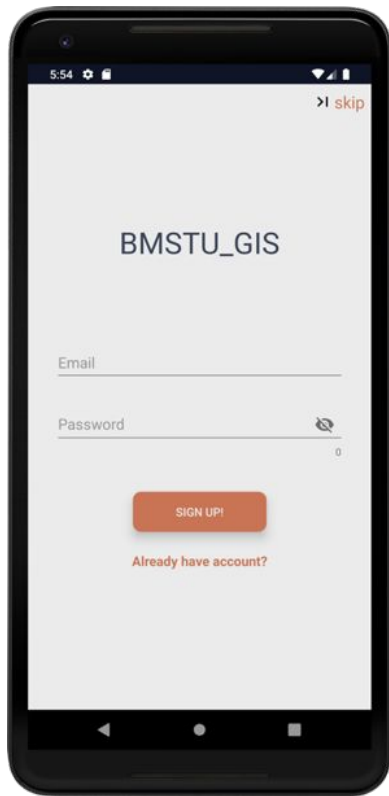 5:54
skip
BMSTU_GIS
Email
Password
0
SIGN UP!
Already have account?